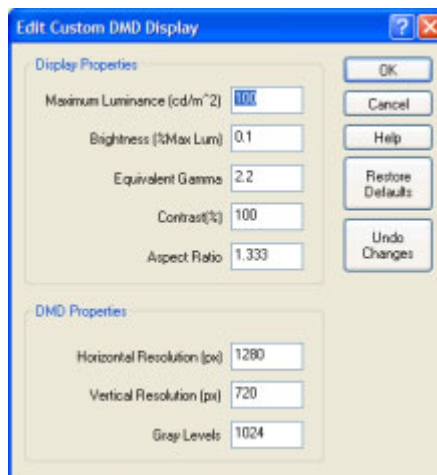 Edit Custom DMD Display
Display Properties
Maximum Luminance (cd/m^2) 100
Brightness (%Max Lum) 0.1
Equivalent Gamma 2.2
Contrast(%) 100
Aspect Ratio 1.333
DMD Properties
Horizontal Resolution (px) 1280
Vertical Resolution (px) 720
Gray Levels 1024
OK
Cancel
Help
Restore
Defaults
Undo
Changes